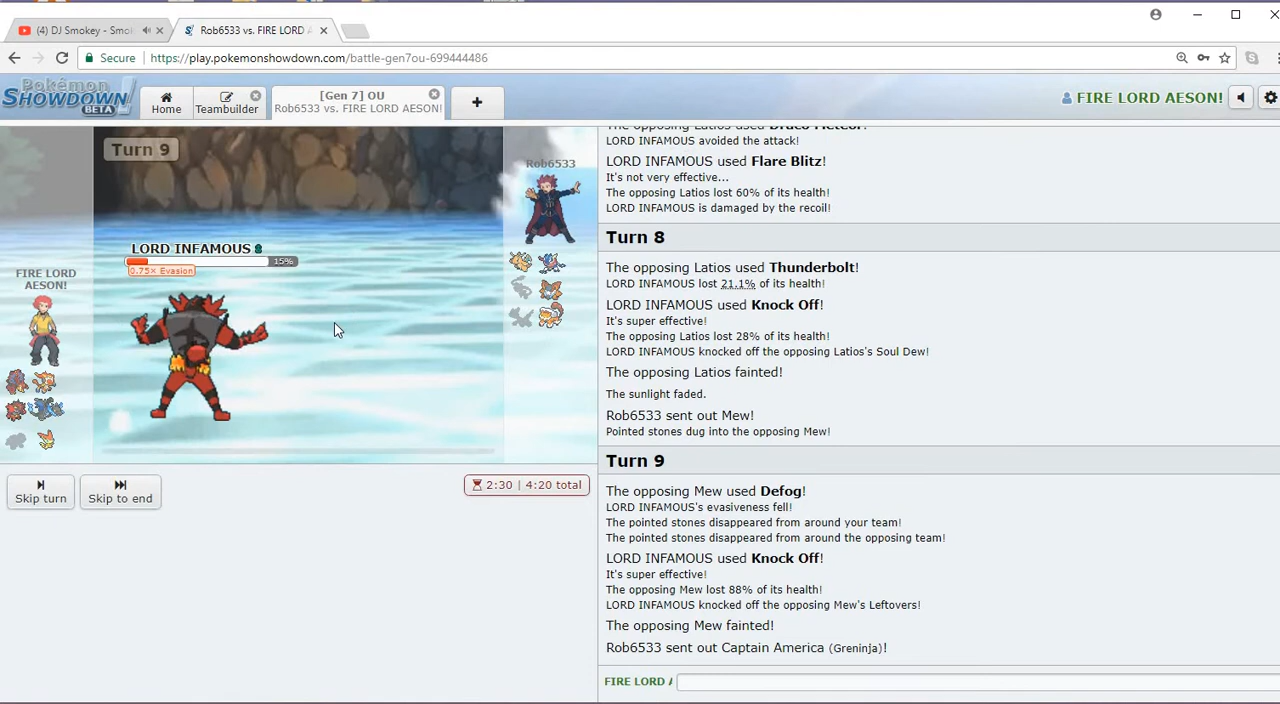 (4) DJ Smokey - Smo
Rob6533 vs. FIRE LORD
Secure https://play.pokemonshowdown.com/battle-gen7ou-699444486
Pokémon
SHOWDOWN
BETA
Home
Teambuilder
[Gen 7] OU
Rob6533 vs. FIRE LORD AESON!
+
FIRE LORD AESON!
Turn 9
Rob6533
LORD INFAMOUS
15%
0.75× Evasion
FIRE LORD
AESON!
Skip turn
Skip to end
2:30 | 4:20 total
The opposing Latios used Draco Meteor!
LORD INFAMOUS avoided the attack!
LORD INFAMOUS used Flare Blitz!
It's not very effective...
The opposing Latios lost 60% of its health!
LORD INFAMOUS is damaged by the recoil!
Turn 8
The opposing Latios used Thunderbolt!
LORD INFAMOUS lost 21.1% of its health!
LORD INFAMOUS used Knock Off!
It's super effective!
The opposing Latios lost 28% of its health!
LORD INFAMOUS knocked off the opposing Latios's Soul Dew!
The opposing Latios fainted!
The sunlight faded.
Rob6533 sent out Mew!
Pointed stones dug into the opposing Mew!
Turn 9
The opposing Mew used Defog!
LORD INFAMOUS's evasiveness fell!
The pointed stones disappeared from around your team!
The pointed stones disappeared from around the opposing team!
LORD INFAMOUS used Knock Off!
It's super effective!
The opposing Mew lost 88% of its health!
LORD INFAMOUS knocked off the opposing Mew's Leftovers!
The opposing Mew fainted!
Rob6533 sent out Captain America (Greninja)!
FIRE LORD